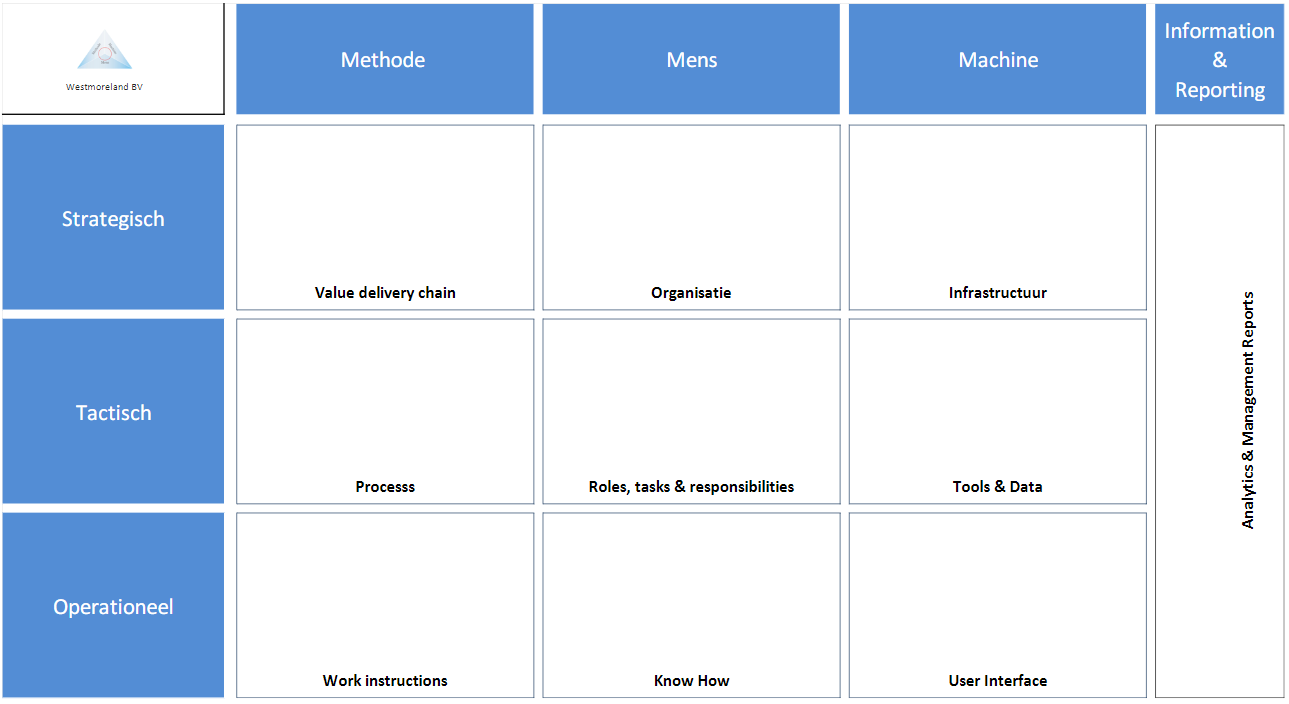 Westmoreland BV
Methode
Mens
Machine
Information
&
Reporting
Strategisch
Value delivery chain
Organisatie
Infrastructuur
Tactisch
Processs
Roles, tasks & responsibilities
Tools & Data
Operationeel
Work instructions
Know How
User Interface
Analytics & Management Reports